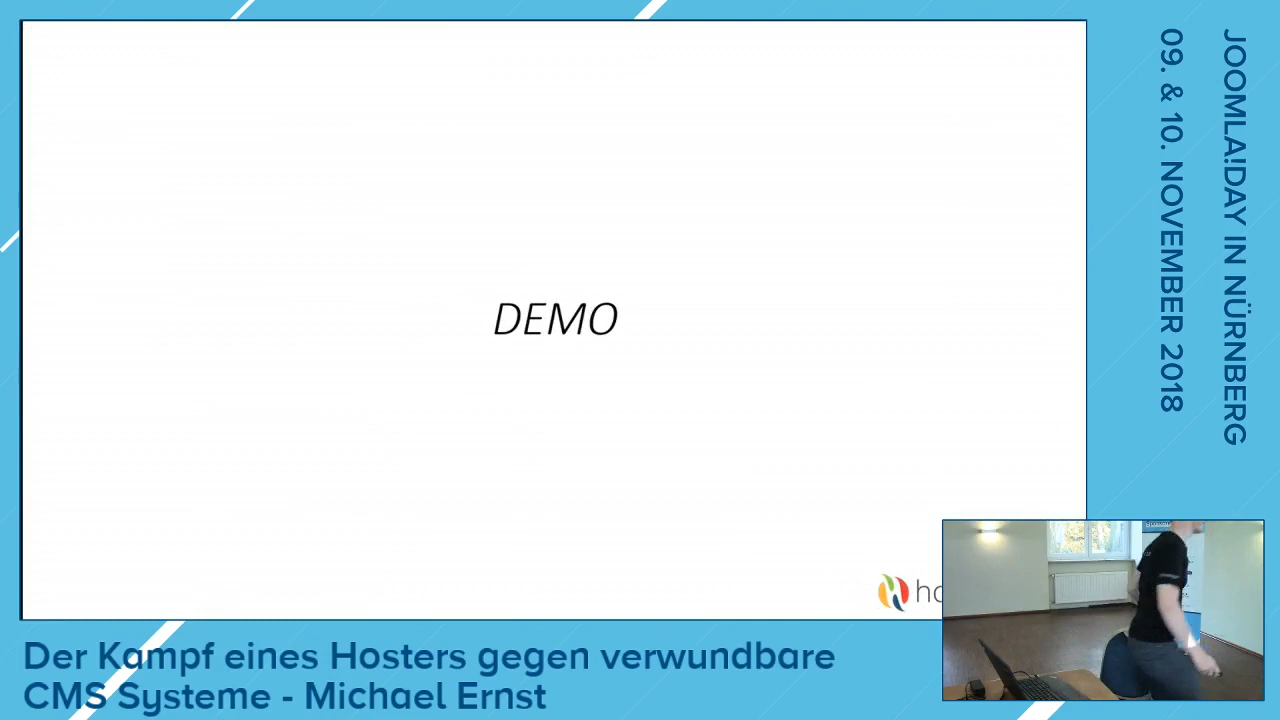 DEMO
JOOMLA!DAY IN NÜRNBERG
09. & 10. NOVEMBER 2018
Der Kampf eines Hosters gegen verwundbare
CMS Systeme - Michael Ernst